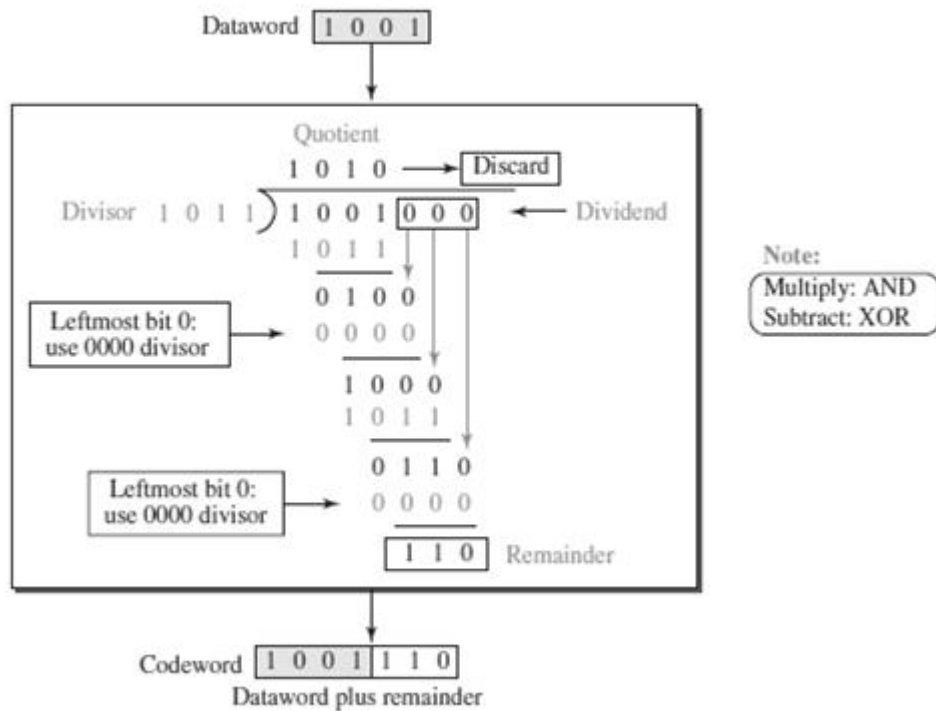 Dataword 1 0 0 1
Quotient
1 0 1 0 Discard
Divisor 1 0 1 1 1 0 0 1 0 0 0 Dividend
1 0 1 1
Note:
Multiply: AND
Subtract: XOR
0 1 0 0
Leftmost bit 0:
use 0000 divisor
0 0 0 0
1 0 0 0
1 0 1 1
0 1 1 0
Leftmost bit 0:
use 0000 divisor
0 0 0 0
1 1 0 Remainder
Codeword 1 0 0 1 1 1 0
Dataword plus remainder